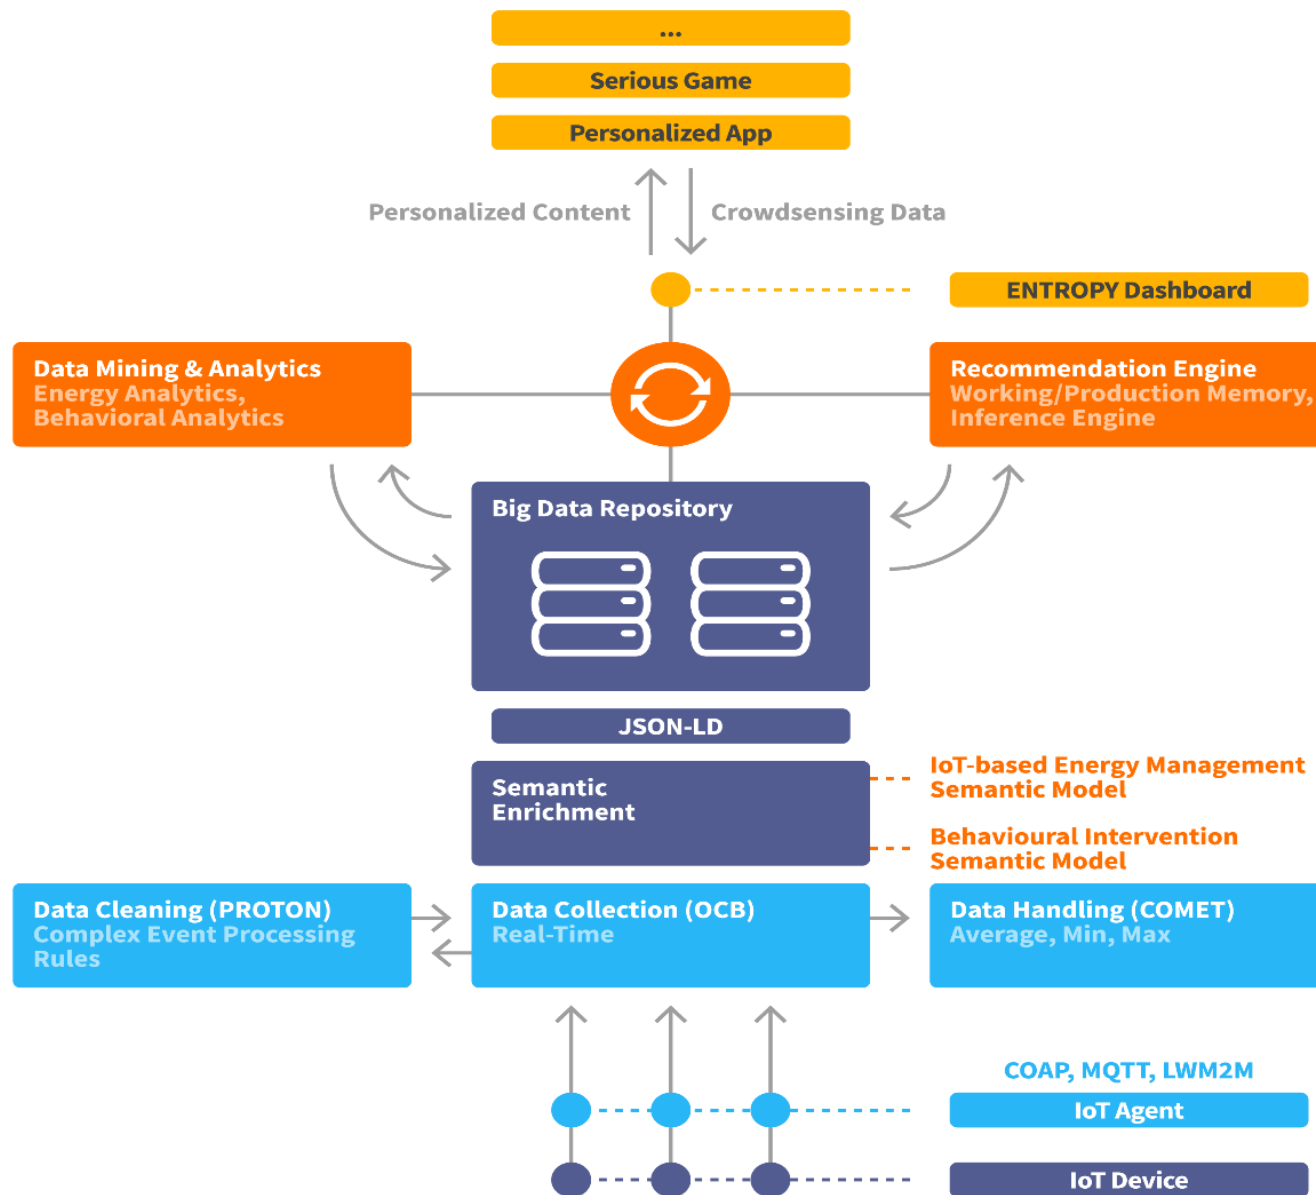 ...
Serious Game
Personalized App
Personalized Content
Crowdsensing Data
ENTROPY Dashboard
Data Mining & Analytics
Energy Analytics,
Behavioral Analytics
Recommendation Engine
Working/Production Memory,
Inference Engine
Big Data Repository
JSON-LD
Semantic
Enrichment
IoT-based Energy Management
Semantic Model
Behavioural Intervention
Semantic Model
Data Cleaning (PROTON)
Complex Event Processing
Rules
Data Collection (OCB)
Real-Time
Data Handling (COMET)
Average, Min, Max
COAP, MQTT, LWM2M
IoT Agent
IoT Device